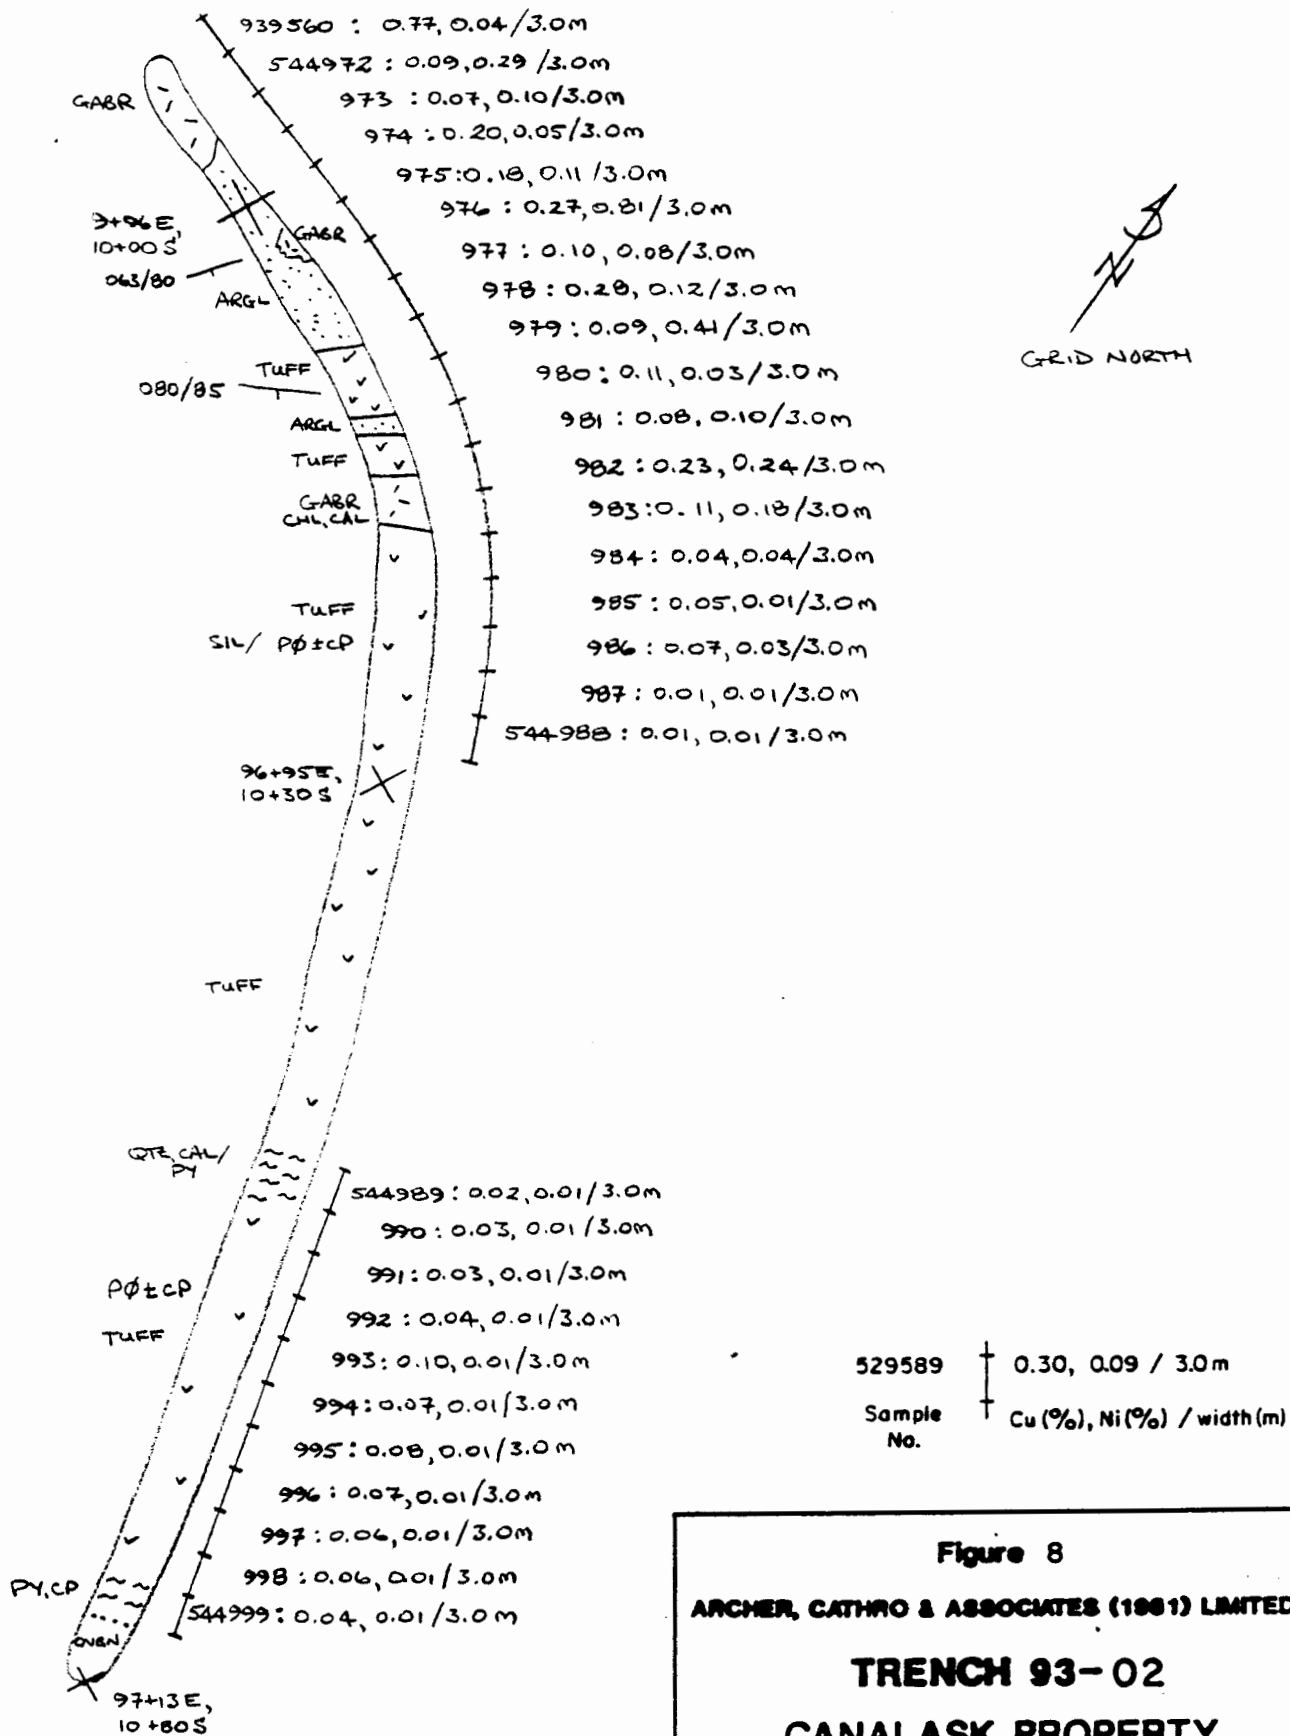 939560 : 0.77, 0.04/3.0m
544972 : 0.09, 0.29/3.0m
973 : 0.07, 0.10/3.0m
974 : 0.20, 0.05/3.0m
975 : 0.18, 0.11/3.0m
976 : 0.27, 0.81/3.0m
977 : 0.10, 0.08/3.0m
978 : 0.28, 0.12/3.0m
979 : 0.09, 0.41/3.0m
980 : 0.11, 0.03/3.0m
981 : 0.08, 0.10/3.0m
982 : 0.23, 0.24/3.0m
983 : 0.11, 0.18/3.0m
984 : 0.04, 0.04/3.0m
985 : 0.05, 0.01/3.0m
986 : 0.07, 0.03/3.0m
987 : 0.01, 0.01/3.0m
544988 : 0.01, 0.01/3.0m
GABR
10+00S
063/80
GABR
ARGL
TUFF
080/85
ARGL
TUFF
GABR
CHL, CAL
TUFF
SIL/ PØ±CP
96+95E,
10+30S
TUFF
QTZ, CAL/
PY
PØ±CP
TUFF
PY, CP
OVBN
97+13E,
10+80S
GRID NORTH
N
544989 : 0.02, 0.01/3.0m
990 : 0.03, 0.01/3.0m
991 : 0.03, 0.01/3.0m
992 : 0.04, 0.01/3.0m
993 : 0.10, 0.01/3.0m
994 : 0.07, 0.01/3.0m
995 : 0.08, 0.01/3.0m
996 : 0.07, 0.01/3.0m
997 : 0.06, 0.01/3.0m
998 : 0.06, 0.01/3.0m
544999 : 0.04, 0.01/3.0m
529589 0.30, 0.09 / 3.0m
Sample Cu (%), Ni (%) / width (m)
No.
Figure 8
ARCHER, CATHRO & ASSOCIATES (1981) LIMITED
TRENCH 93-02
CANALASK PROPERTY